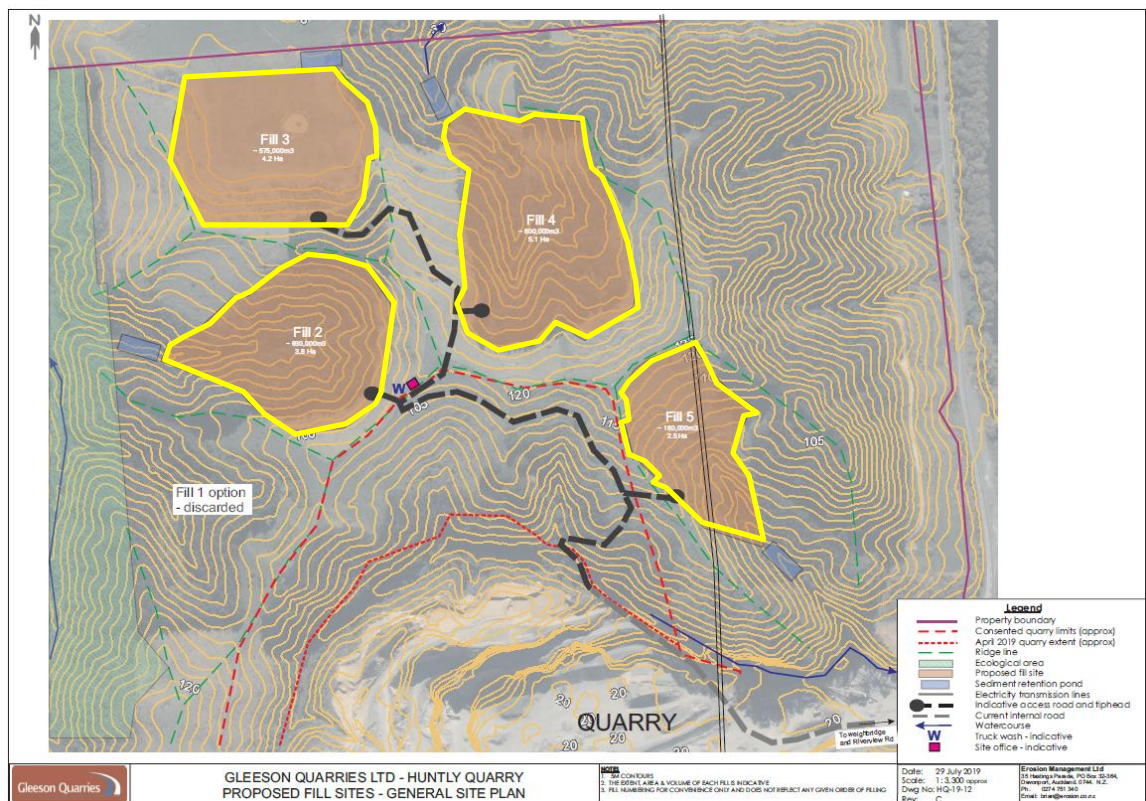 N
Fill 3
~ 575,000m3
4.2 Ha
Fill 4
~ 800,000m3
5.1 Ha
Fill 2
3.8 Ha
W
105
120
Fill 5
2.5 Ha
115
105
100
Fill 1 option
- discarded
120
20
20
20
20
20
20
QUARRY
To weighbridge
and Riverview Rd
Legend
Property boundary
Consented quarry limits (approx)
April 2019 quarry extent (approx)
Ridge line
Ecological area
Proposed fill site
Sediment retention pond
Electricity transmission lines
Indicative access road and tiphead
Current internal road
Watercourse
W Truck wash - indicative
Site office - indicative
Gleeson Quarries
GLEESON QUARRIES LTD - HUNTLY QUARRY
PROPOSED FILL SITES - GENERAL SITE PLAN
NOTES
1. 5M CONTOURS
2. THE EXTENT, AREA & VOLUME OF EACH FILL IS INDICATIVE
3. FILL NUMBERING FOR CONVENIENCE ONLY AND DOES NOT REFLECT ANY GIVEN ORDER OF FILLING
Date: 29 July 2019
Scale: 1:3,300 approx
Dwg No: HQ-19-12
Rev: C
Erosion Management Ltd
35 Hastings Parade, PO Box 32-364,
Devonport, Auckland, 0744, N.Z.
Ph. 0274 751 340
Email: brian@erosion.co.nz